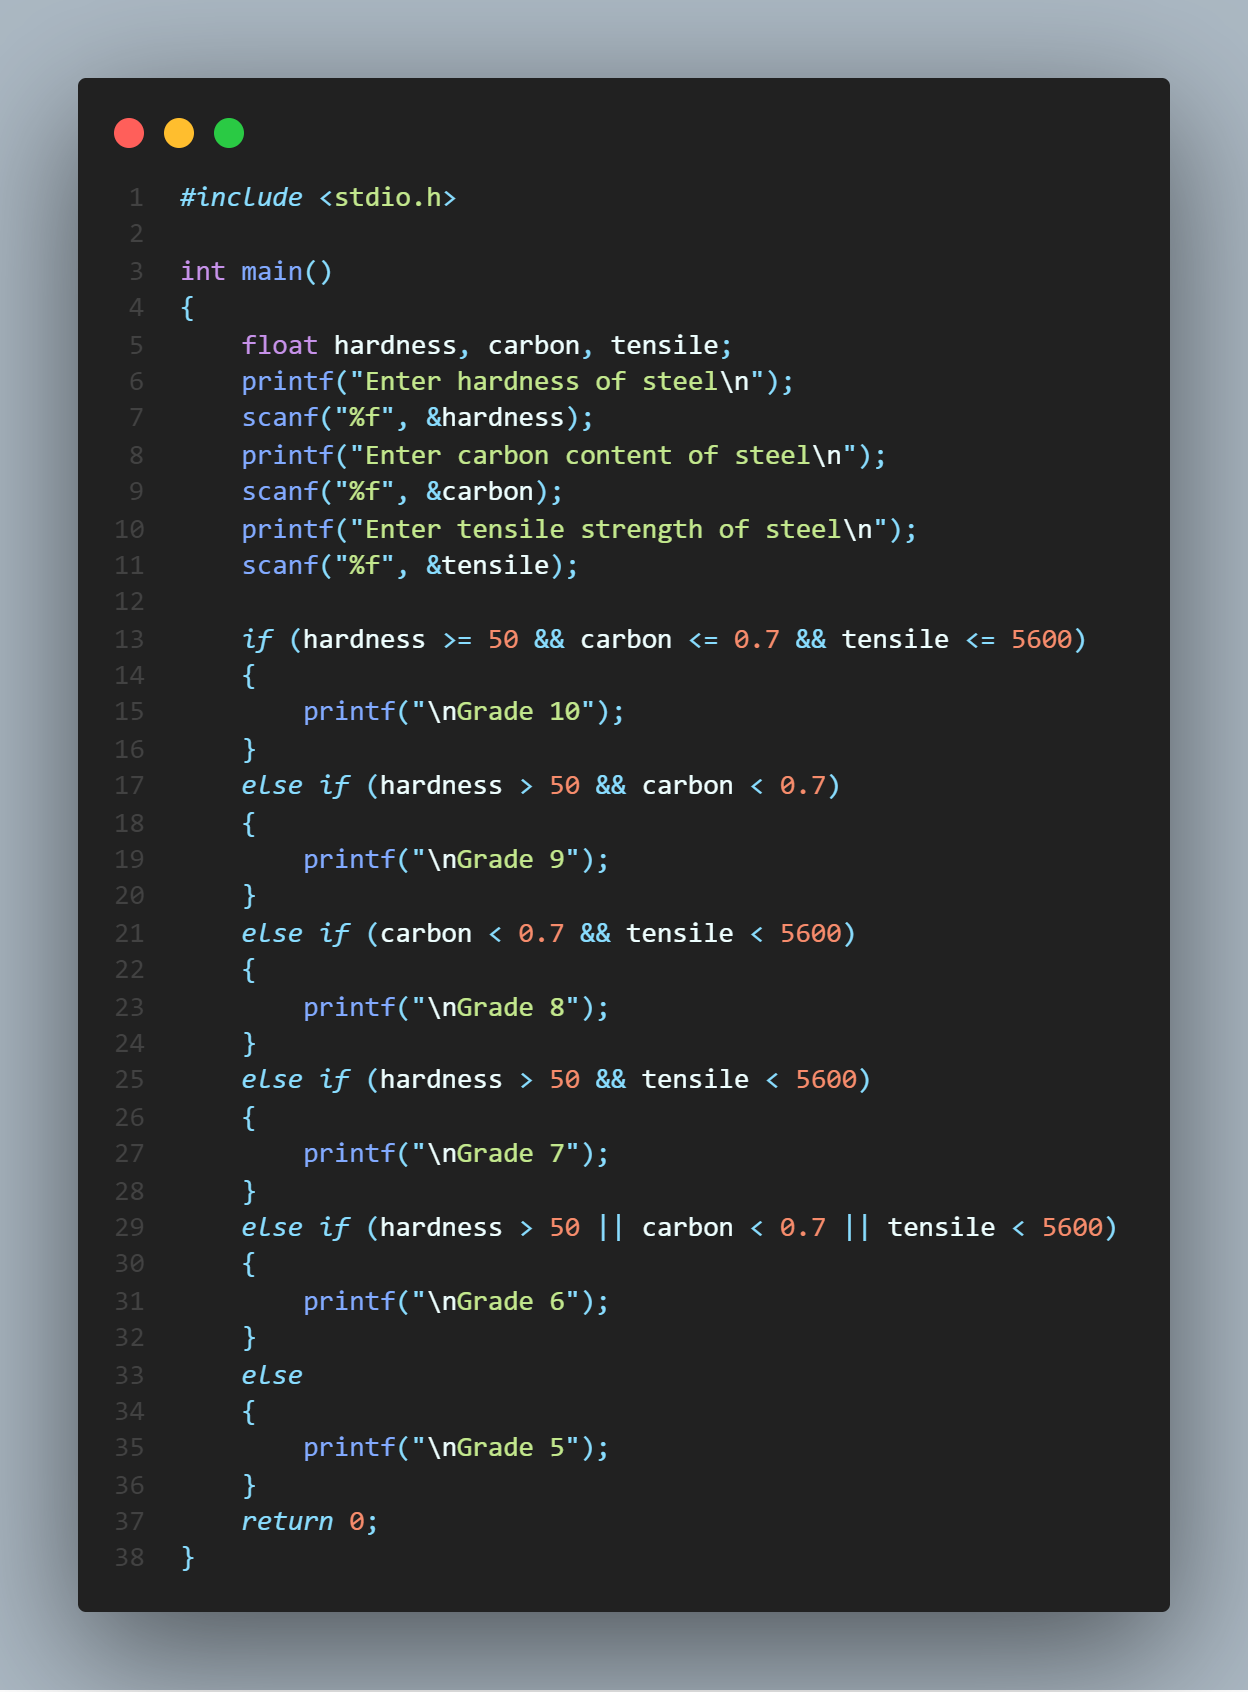 1 #include <stdio.h>
2
3 int main()
4 {
5     float hardness, carbon, tensile;
6     printf("Enter hardness of steel\n");
7     scanf("%f", &hardness);
8     printf("Enter carbon content of steel\n");
9     scanf("%f", &carbon);
10     printf("Enter tensile strength of steel\n");
11     scanf("%f", &tensile);
12
13     if (hardness >= 50 && carbon <= 0.7 && tensile <= 5600)
14     {
15         printf("\nGrade 10");
16     }
17     else if (hardness > 50 && carbon < 0.7)
18     {
19         printf("\nGrade 9");
20     }
21     else if (carbon < 0.7 && tensile < 5600)
22     {
23         printf("\nGrade 8");
24     }
25     else if (hardness > 50 && tensile < 5600)
26     {
27         printf("\nGrade 7");
28     }
29     else if (hardness > 50 || carbon < 0.7 || tensile < 5600)
30     {
31         printf("\nGrade 6");
32     }
33     else
34     {
35         printf("\nGrade 5");
36     }
37     return 0;
38 }